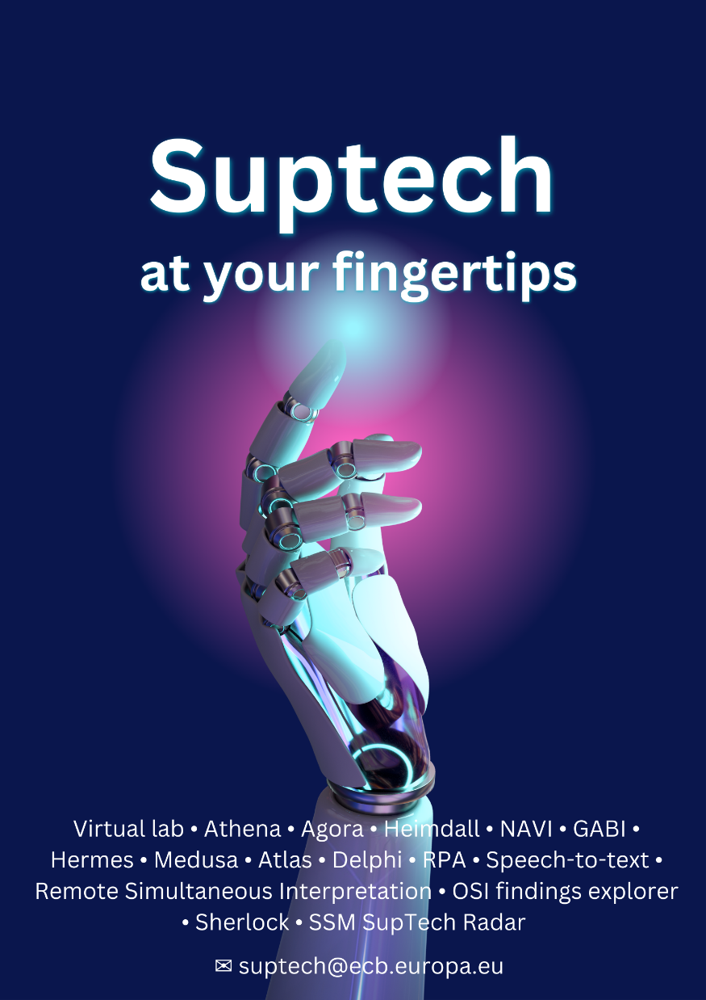 Suptech
at your fingertips
Virtual lab • Athena • Agora • Heimdall • NAVI • GABI •
Hermes • Medusa • Atlas • Delphi • RPA • Speech-to-text •
Remote Simultaneous Interpretation • OSI findings explorer
• Sherlock • SSM SupTech Radar
✉ suptech@ecb.europa.eu